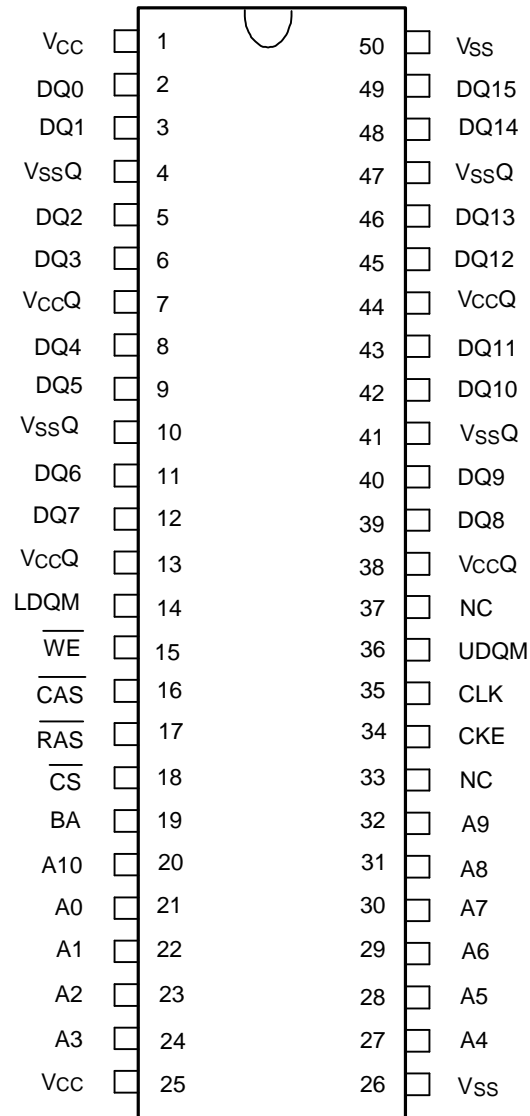 VCC 1 50 VSS
DQ0 2 49 DQ15
DQ1 3 48 DQ14
VSSQ 4 47 VSSQ
DQ2 5 46 DQ13
DQ3 6 45 DQ12
VCCQ 7 44 VCCQ
DQ4 8 43 DQ11
DQ5 9 42 DQ10
VSSQ 10 41 VSSQ
DQ6 11 40 DQ9
DQ7 12 39 DQ8
VCCQ 13 38 VCCQ
LDQM 14 37 NC
W̅E̅ 15 36 UDQM
C̅A̅S̅ 16 35 CLK
R̅A̅S̅ 17 34 CKE
C̅S̅ 18 33 NC
BA 19 32 A9
A10 20 31 A8
A0 21 30 A7
A1 22 29 A6
A2 23 28 A5
A3 24 27 A4
VCC 25 26 VSS